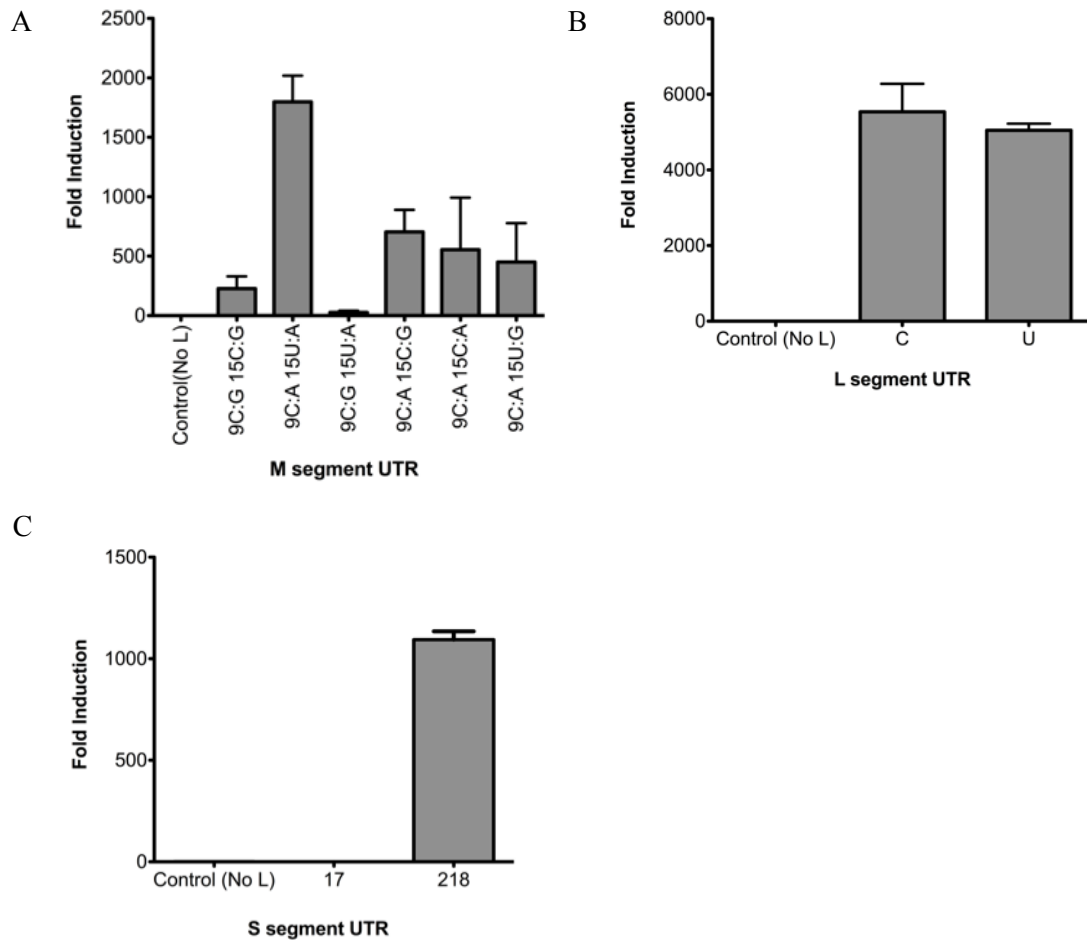 A
2500
2000
1500
1000
500
0
Fold Induction
Control(No L)
9C:G 15C:G
9C:A 15U:A
9C:G 15U:A
9C:A 15C:G
9C:A 15C:A
9C:A 15U:G
M segment UTR
B
8000
6000
4000
2000
0
Fold Induction
Control (No L)
C
U
L segment UTR
C
1500
1000
500
0
Fold Induction
Control (No L)
17
218
S segment UTR